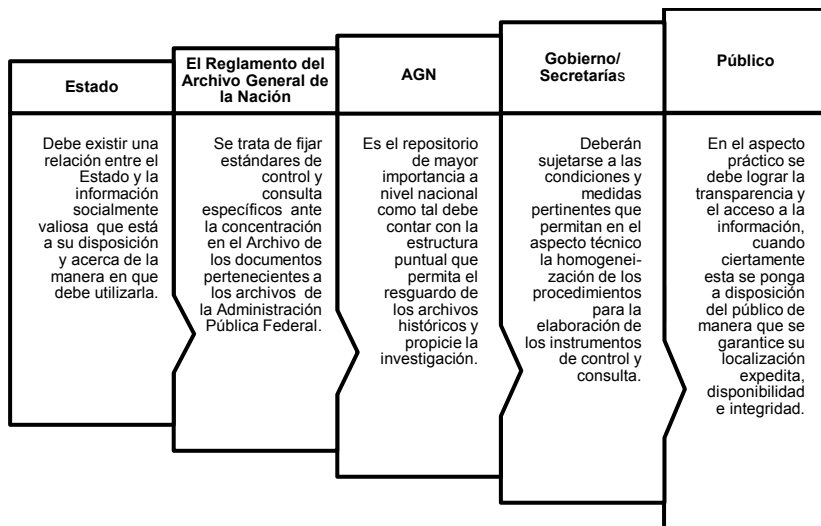 Estado
Debe existir una
relación entre el
Estado y la
información
socialmente
valiosa que está
a su disposición
y acerca de la
manera en que
debe utilizarla.
El Reglamento del
Archivo General de
la Nación
Se trata de fijar
estándares de
control y
consulta
específicos ante
la concentración
en el Archivo de
los documentos
pertenecientes a
los archivos de
la Administración
Pública Federal.
AGN
Es el repositorio
de mayor
importancia a
nivel nacional
como tal debe
contar con la
estructura
puntual que
permita el
resguardo de
los archivos
históricos y
propicie la
investigación.
Gobierno/
Secretarías
Deberán
sujetarse a las
condiciones y
medidas
pertinentes que
permitan en el
aspecto técnico
la homogenei-
zación de los
procedimientos
para la
elaboración de
los instrumentos
de control y
consulta.
Público
En el aspecto
práctico se
debe lograr la
transparencia y
el acceso a la
información,
cuando
ciertamente
esta se ponga
a disposición
del público de
manera que se
garantice su
localización
expedita,
disponibilidad
e integridad.